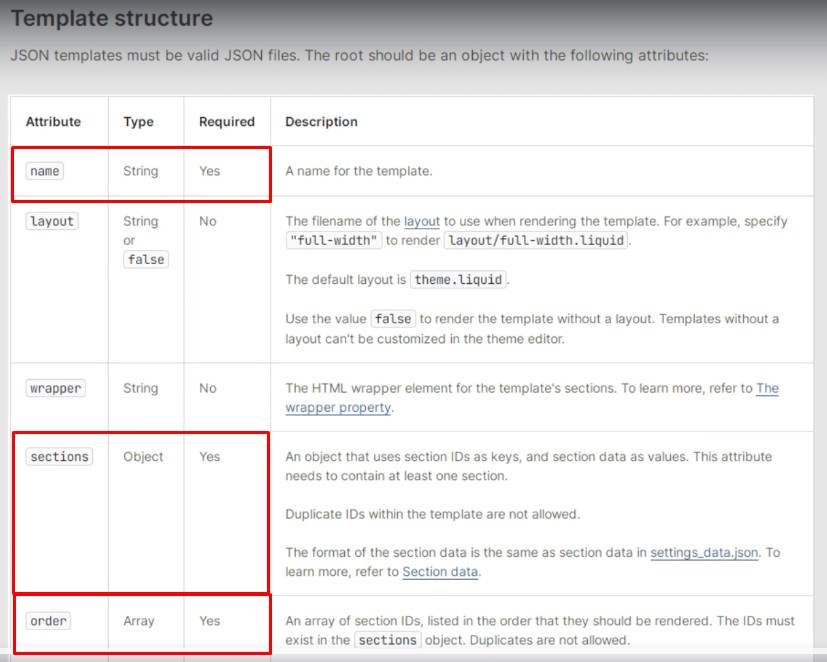 Template structure
JSON templates must be valid JSON files. The root should be an object with the following attributes:
Attribute Type Required Description
name String Yes A name for the template.
layout String No The filename of the layout to use when rendering the template. For example, specify
or "full-width" to render layout/full-width.liquid.
false
The default layout is theme.liquid.
Use the value false to render the template without a layout. Templates without a
layout can't be customized in the theme editor.
wrapper String No The HTML wrapper element for the template's sections. To learn more, refer to The
wrapper property.
sections Object Yes An object that uses section IDs as keys, and section data as values. This attribute
needs to contain at least one section.
Duplicate IDs within the template are not allowed.
The format of the section data is the same as section data in settings_data.json. To
learn more, refer to Section data.
order Array Yes An array of section IDs, listed in the order that they should be rendered. The IDs must
exist in the sections object. Duplicates are not allowed.